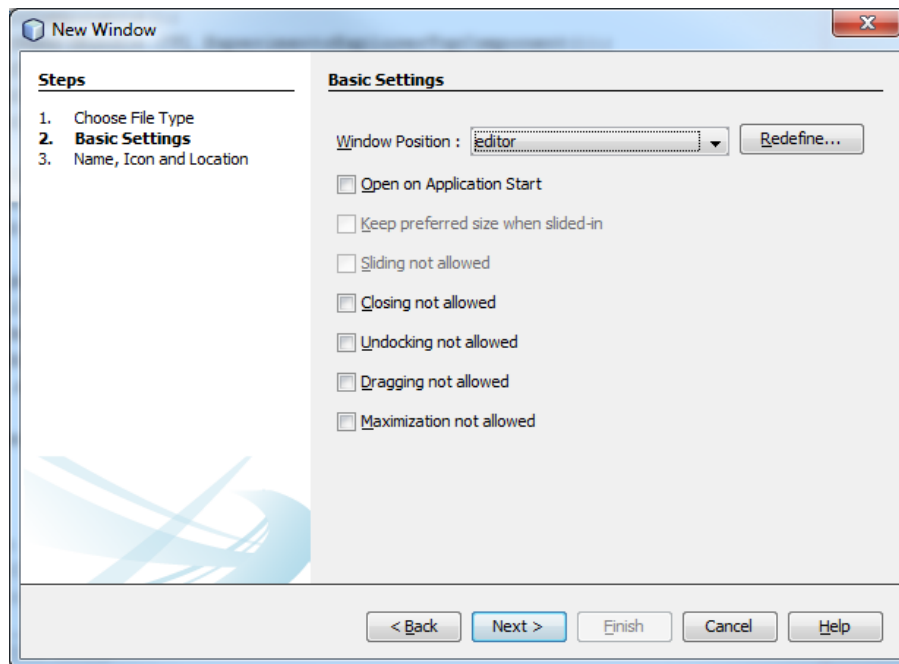 New Window
Steps
1. Choose File Type
2. Basic Settings
3. Name, Icon and Location
Basic Settings
Window Position : editor Redefine...
Open on Application Start
Keep preferred size when slided-in
Sliding not allowed
Closing not allowed
Undocking not allowed
Dragging not allowed
Maximization not allowed
< Back Next > Finish Cancel Help